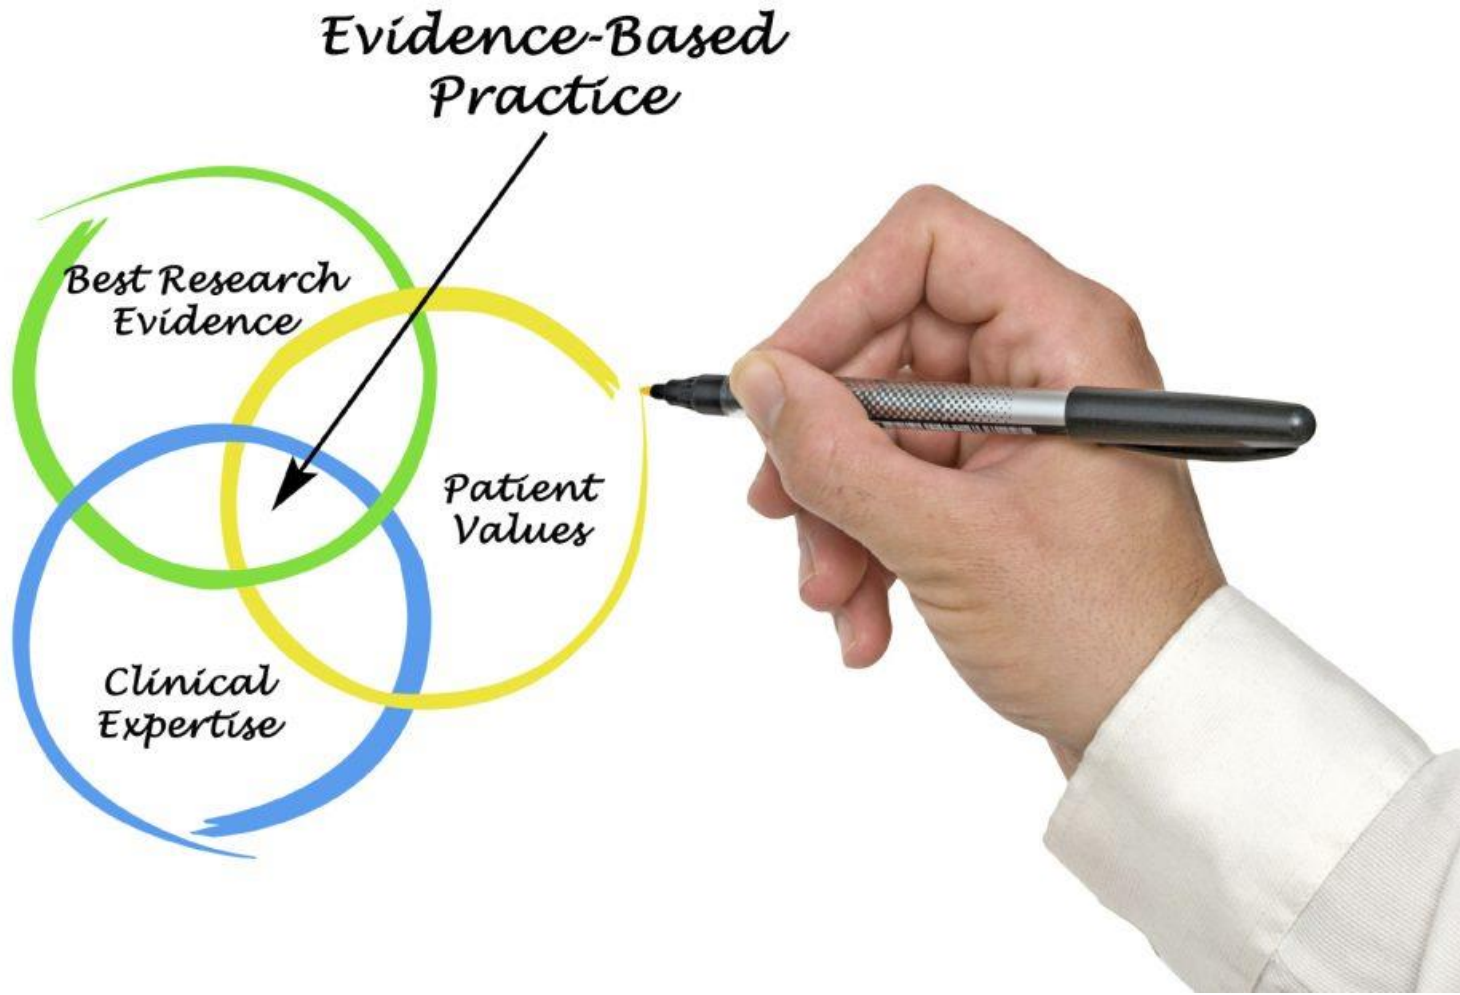 Evidence-Based
Practice
Best Research
Evidence
Patient
Values
Clinical
Expertise